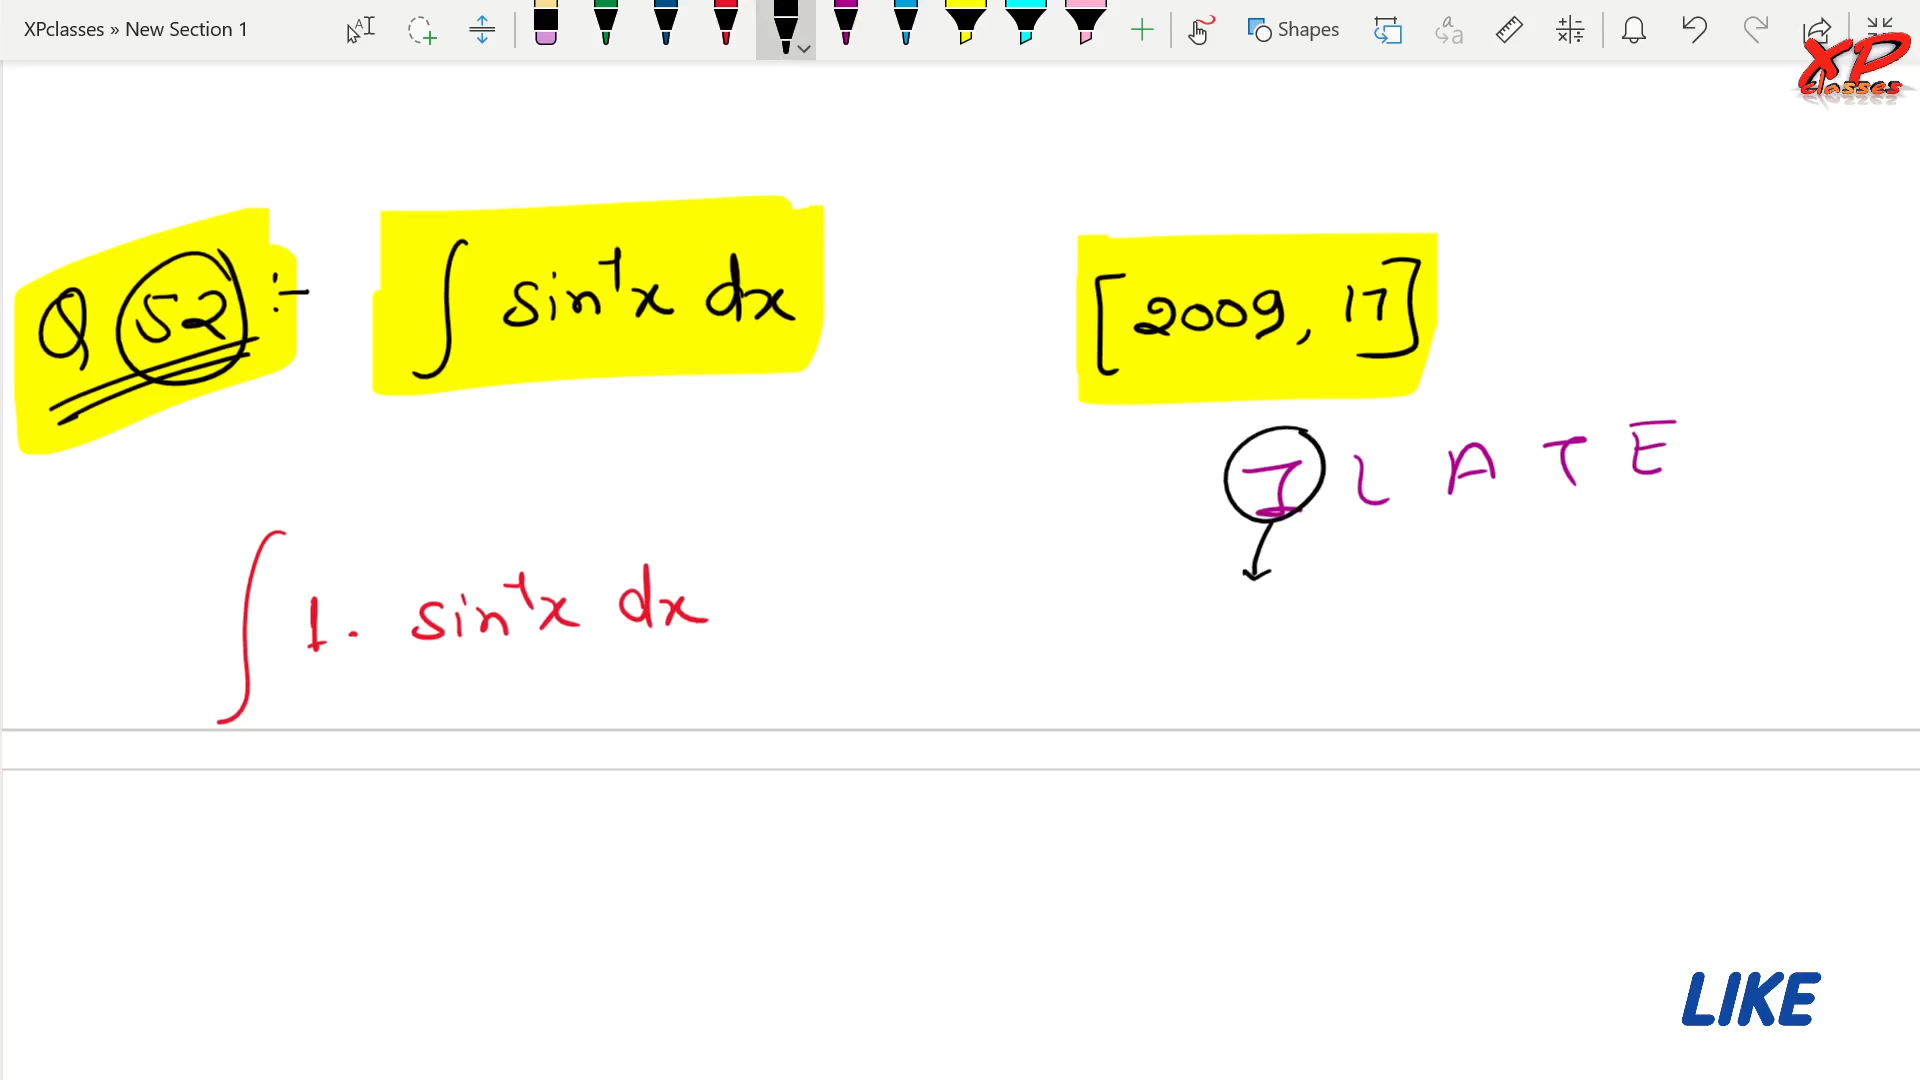 XPclasses » New Section 1
Shapes
XP
classes
Q 52 :- ∫ sin⁻¹x dx [2009, 17]
I L A T E
∫ 1. sin⁻¹x dx
LIKE